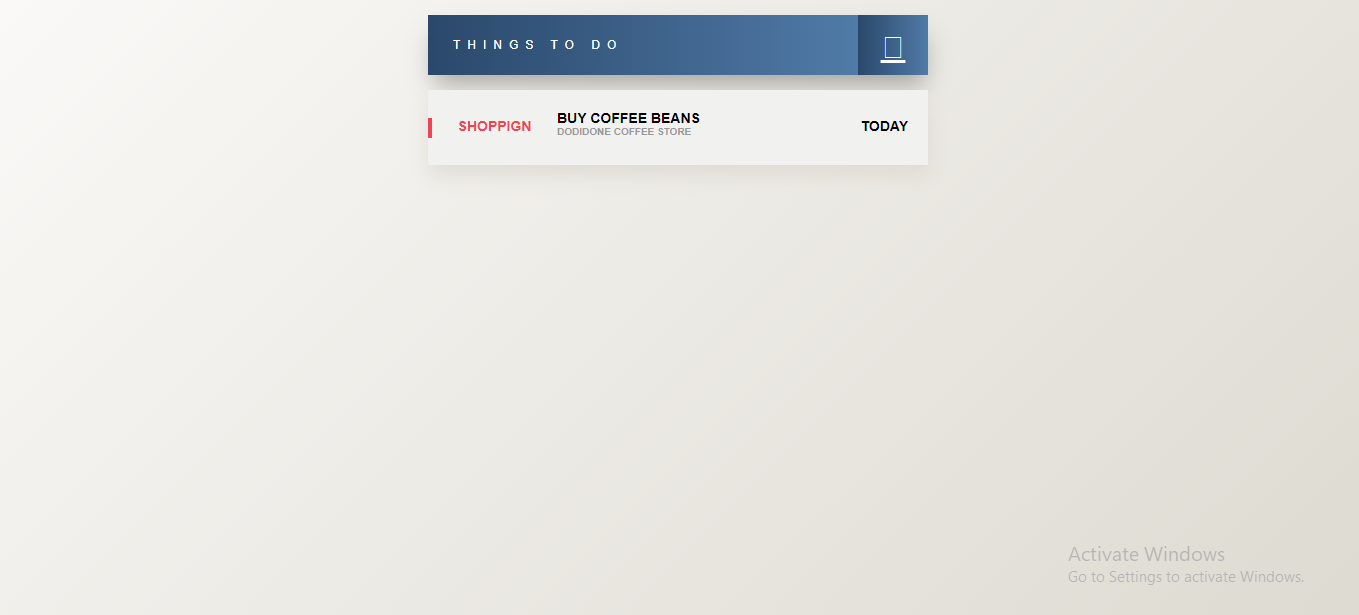 THINGS TO DO
SHOPPIGN
BUY COFFEE BEANS
DODIDONE COFFEE STORE
TODAY
Activate Windows
Go to Settings to activate Windows.